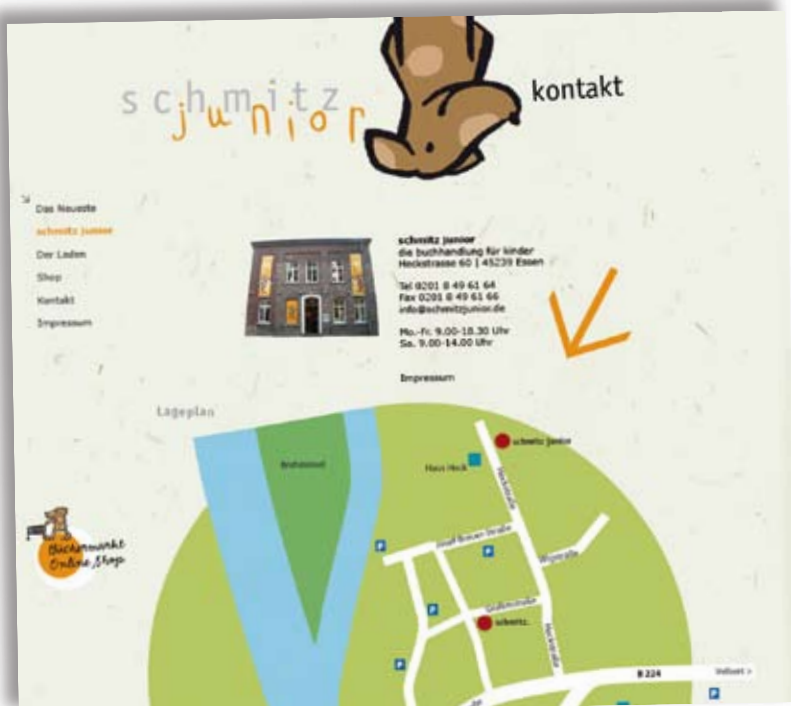 schmitz
junior
kontakt
Das Neueste
schmitz junior
Der Laden
Shop
Kontakt
Impressum
schmitz junior
die buchhandlung für kinder
Heckstrasse 60 | 45239 Essen
Tel 0201 8 49 61 64
Fax 0201 8 49 61 66
info@schmitzjunior.de
Mo.-Fr. 9.00-18.30 Uhr
Sa. 9.00-14.00 Uhr
Impressum
Lageplan
schmitz junior
Haus Heck
Heckstraße
P
P
P
Grafenstraße
schmitz.
Heckstraße
P
B 224
Velbert >
P
Büchermarkt
Online Shop